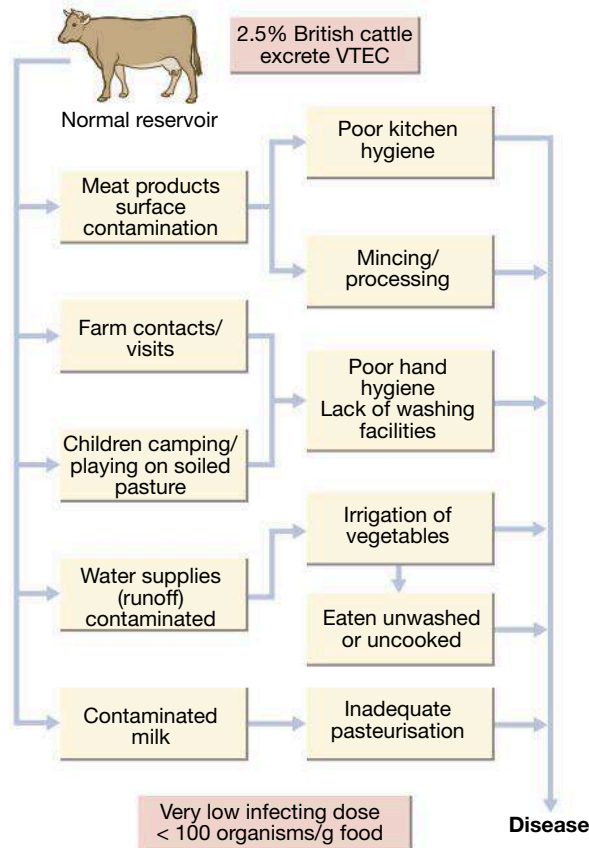 2.5% British cattle
excrete VTEC
Normal reservoir
Poor kitchen
hygiene
Meat products
surface
contamination
Mincing/
processing
Farm contacts/
visits
Poor hand
hygiene
Lack of washing
facilities
Children camping/
playing on soiled
pasture
Irrigation of
vegetables
Water supplies
(runoff)
contaminated
Eaten unwashed
or uncooked
Contaminated
milk
Inadequate
pasteurisation
Very low infecting dose
< 100 organisms/g food
Disease